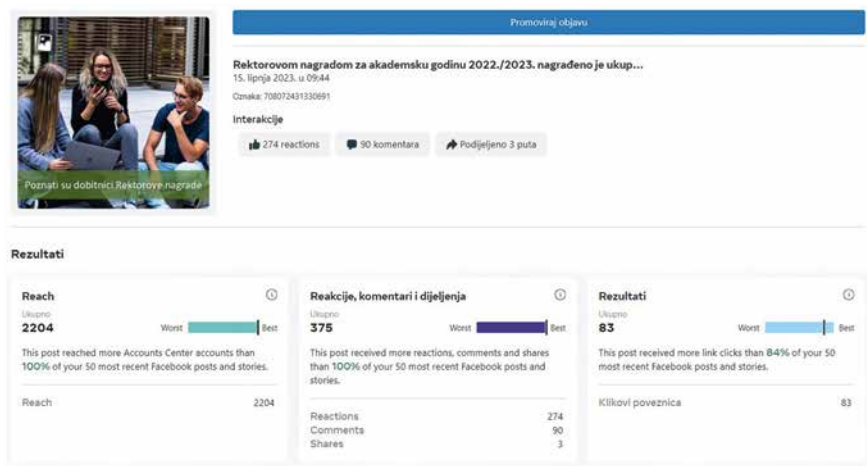 Promoviraj objavu
Poznati su dobitnici Rektorove nagrade
Rektorovom nagradom za akademsku godinu 2022./2023. nagrađeno je ukup...
15. lipnja 2023. u 09:44
Oznaka: 708072431330691
Interakcije
274 reactions
90 komentara
Podijeljeno 3 puta
Rezultati
Reach
Ukupno
2204
Worst
Best
This post reached more Accounts Center accounts than
100% of your 50 most recent Facebook posts and stories.
Reach 2204
Reakcije, komentari i dijeljenja
Ukupno
375
Worst
Best
This post received more reactions, comments and shares
than 100% of your 50 most recent Facebook posts and
stories.
Reactions 274
Comments 90
Shares 3
Rezultati
Ukupno
83
Worst
Best
This post received more link clicks than 84% of your 50
most recent Facebook posts and stories.
Klikovi poveznica 83